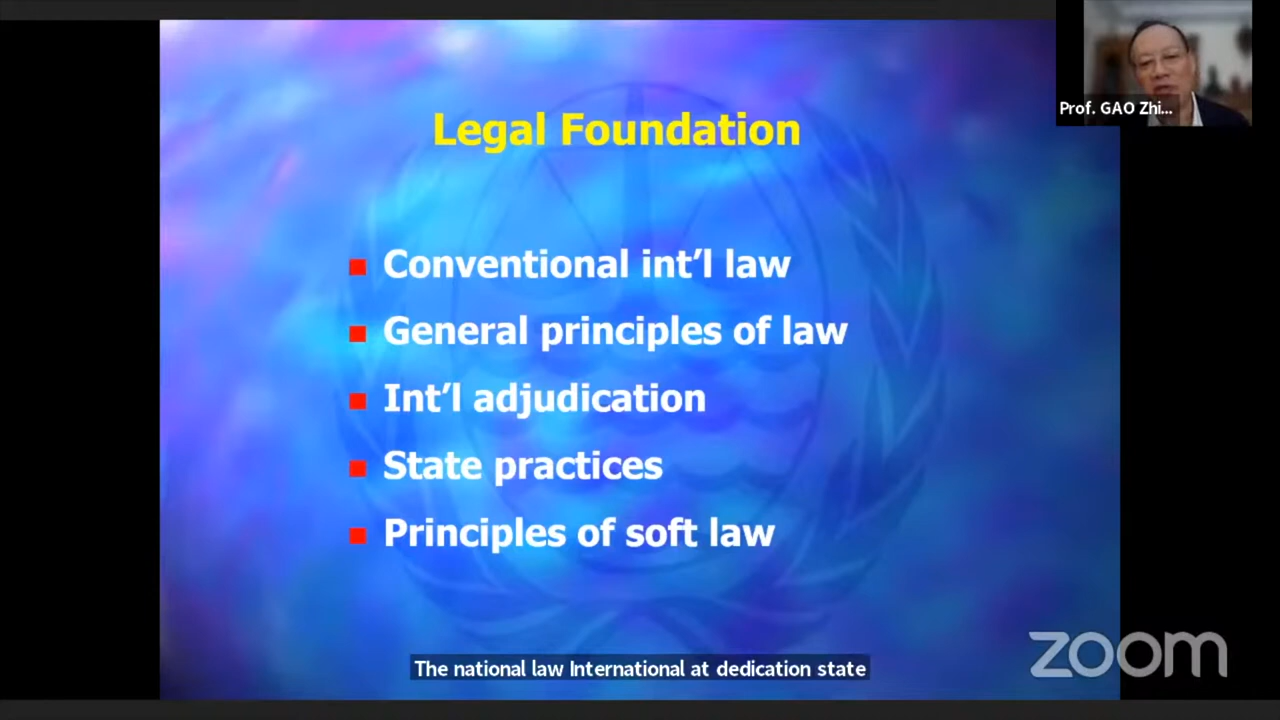 Prof. GAO Zhi...
Legal Foundation
Conventional int’l law
General principles of law
Int’l adjudication
State practices
Principles of soft law
The national law International at dedication state
zoom